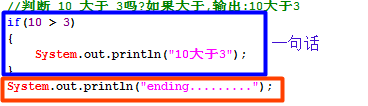 //判断 10 大于 3吗?如果大于,输出:10大于3
if(10 > 3)
{
System.out.println("10大于3");
}
一句话
System.out.println("ending.........");